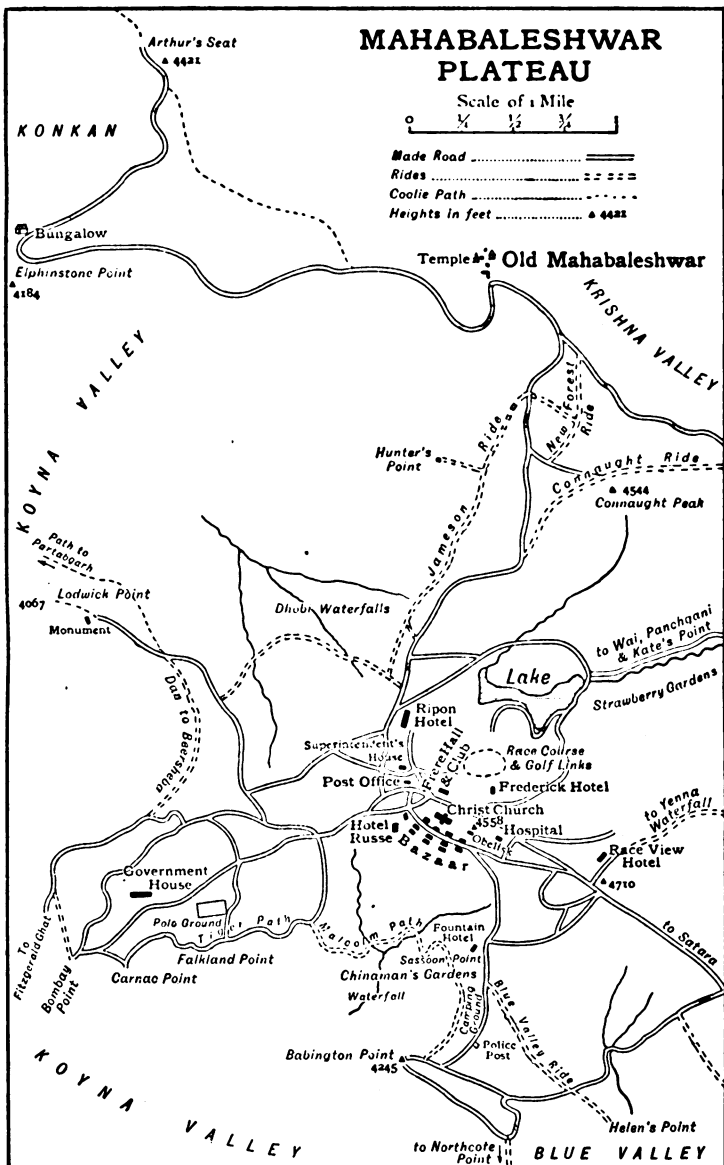 MAHABALESHWAR
PLATEAU
Scale of 1 Mile
0 ¼ ½ ¾ 1
Made Road
Rides
Coolie Path
Heights in feet ▲ 4421
Arthur's Seat
▲ 4421
KONKAN
Bungalow
Elphinstone Point
▲ 4184
Temple
Old Mahabaleshwar
KRISHNA VALLEY
KOYNA VALLEY
New Forest
Ride
Jameson Ride
Hunter's
Point
Connaught Ride
▲ 4544
Connaught Peak
Path to
Partabgarh
Lodwick Point
4067
Monument
Dhobi Waterfalls
to Wai, Panchgani
& Kate's Point
Strawberry Gardens
Lake
Dan to Beersheba
Ripon
Hotel
Superintendent's
House
Frere Hall
& Club
Race Course
& Golf Links
Post Office
Frederick Hotel
Christ Church
4558
Obelisk
Hospital
Hotel
Russe
Bazaar
to Yenna
Waterfall
Race View
Hotel
▲ 4710
Government
House
Polo Ground
Tiger Path
Malcolm Path
Fountain
Hotel
Sassoon Point
to Satara
To
Fitzgerald Ghat
Bombay
Point
Carnac Point
Falkland Point
Chinaman's Gardens
Waterfall
Camping
Ground
Blue Valley Ride
Police
Post
Babington Point
4245
Helen's Point
KOYNA VALLEY
to Northcote
Point
BLUE VALLEY